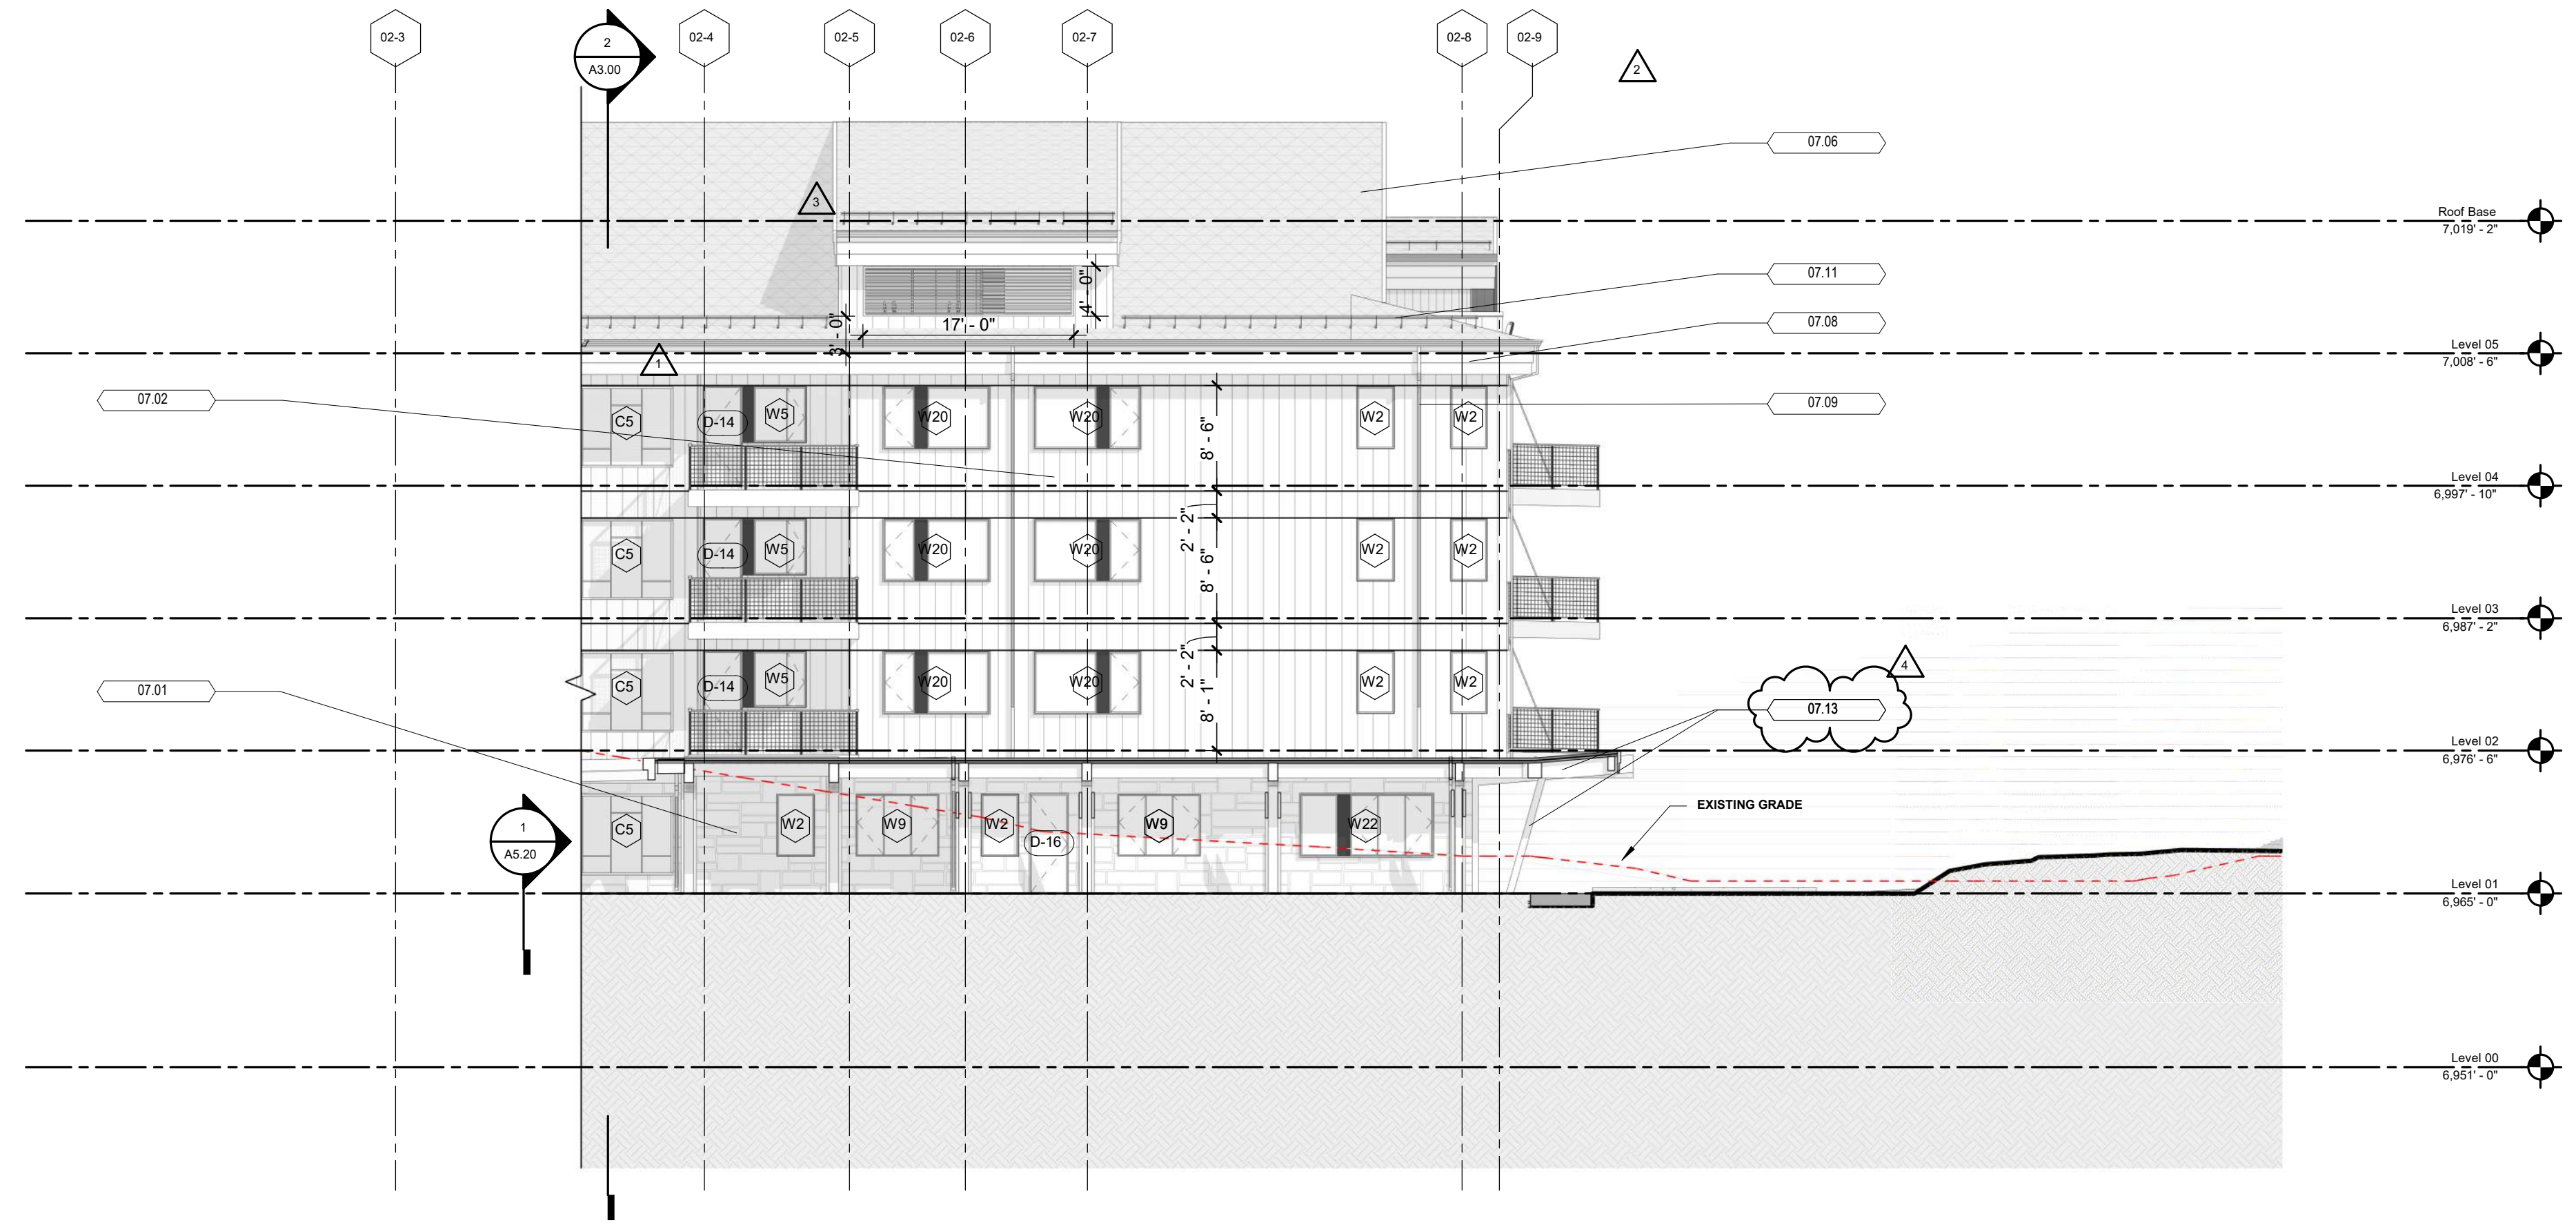 02-3
2
A3.00
02-4
02-5
02-6
02-7
02-8
02-9
2
07.06
3
Roof Base
7,019' - 2"
07.11
4' - 0"
17' - 0"
3' - 0"
07.08
Level 05
7,008' - 6"
1
07.02
07.09
C5
D-14
W5
W20
W20
8' - 6"
W2
W2
Level 04
6,997' - 10"
2' - 2"
C5
D-14
W5
W20
W20
8' - 6"
W2
W2
Level 03
6,987' - 2"
2' - 2"
4
07.01
C5
D-14
W5
W20
W20
8' - 1"
W2
W2
07.13
Level 02
6,976' - 6"
EXISTING GRADE
1
A5.20
C5
W2
W9
W2
D-16
W9
W22
Level 01
6,965' - 0"
Level 00
6,951' - 0"